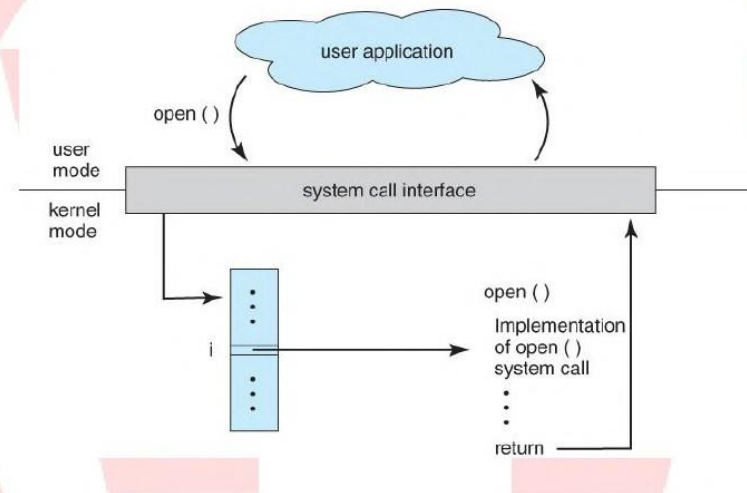 user application
open ( )
user
mode
system call interface
kernel
mode
open ( )
i
Implementation
of open ( )
system call
return